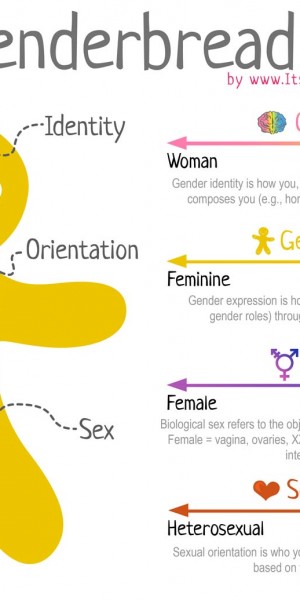 enderbread
by www.Its
Identity
Orientation
Sex
G
Woman
Gender identity is how you,
composes you (e.g., hor
Ge
Feminine
Gender expression is ho
gender roles) throug
Female
Biological sex refers to the obj
Female = vagina, ovaries, X
inte
S
Heterosexual
Sexual orientation is who yo
based on